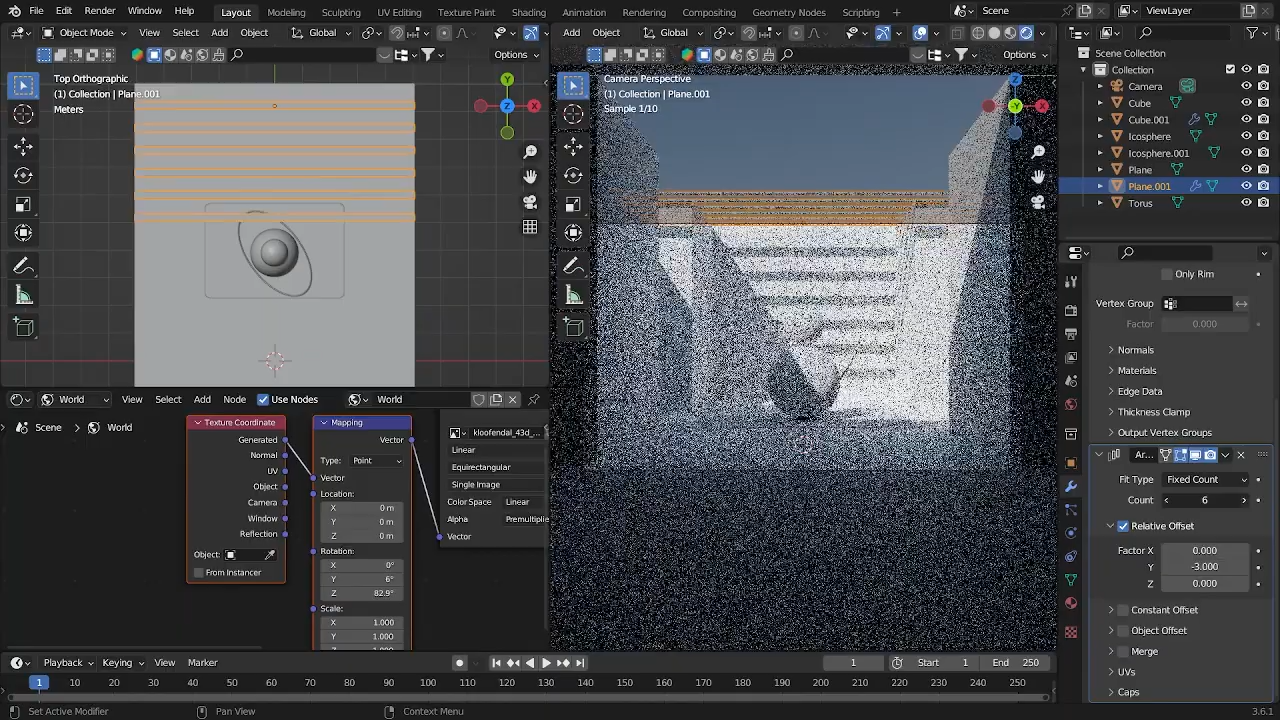 File Edit Render Window Help Layout Modeling Sculpting UV Editing Texture Paint Shading Animation Rendering Compositing Geometry Nodes Scripting Scene ViewLayer
Object Mode View Select Add Object Global
Options
Top Orthographic
(1) Collection | Plane.001
Meters
Y
Z
X
Add Object Global
Options
Camera Perspective
(1) Collection | Plane.001
Sample 1/10
Z
Y
X
Scene Collection
Collection
Camera
Cube
Cube.001
Icosphere
Icosphere.001
Plane
Plane.001
Torus
Only Rim
Vertex Group
Factor 0.000
Normals
Materials
Edge Data
Thickness Clamp
Output Vertex Groups
Ar...
Fit Type Fixed Count
Count 6
Relative Offset
Factor X 0.000
Y -3.000
Z 0.000
Constant Offset
Object Offset
Merge
UVs
Caps
World View Select Add Node Use Nodes World
Scene World
Texture Coordinate
Generated
Normal
UV
Object
Camera
Window
Reflection
Object:
From Instancer
Mapping
Vector
Type: Point
Vector
Location:
X 0 m
Y 0 m
Z 0 m
Rotation:
X 0°
Y 6°
Z 82.9°
Scale:
X 1.000
Y 1.000
kloofendal_43d_...
Linear
Equirectangular
Single Image
Color Space Linear
Alpha Premultiplie
Vector
Playback Keying View Marker 1 Start 1 End 250
1 10 20 30 40 50 60 70 80 90 100 110 120 130 140 150 160 170 180 190 200 210 220 230 240 250
Set Active Modifier Pan View Context Menu 3.6.1